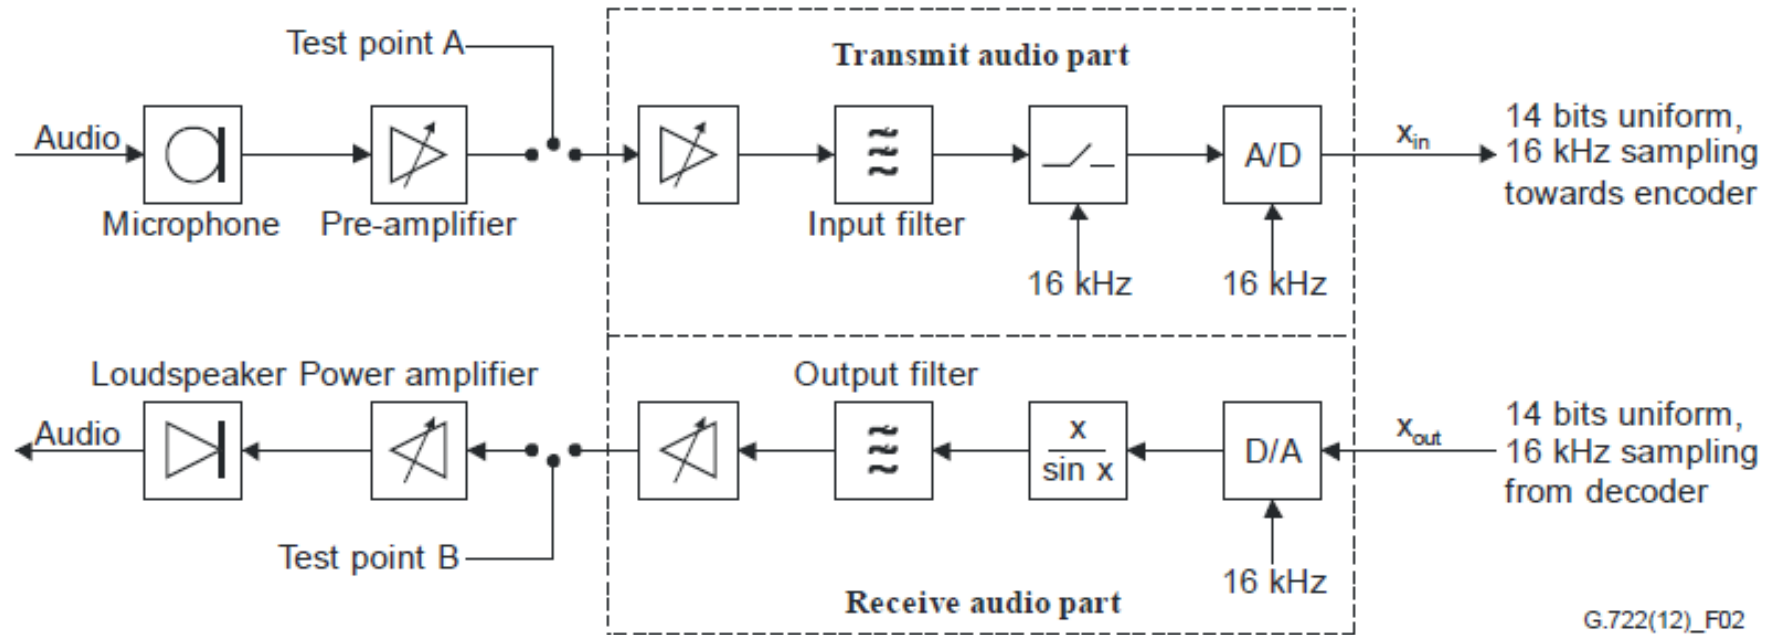 Test point A
Transmit audio part
Audio
Microphone
Pre-amplifier
Input filter
16 kHz
A/D
16 kHz
xin
14 bits uniform,
16 kHz sampling
towards encoder
Loudspeaker
Power amplifier
Output filter
Audio
x
sin x
D/A
16 kHz
xout
14 bits uniform,
16 kHz sampling
from decoder
Test point B
Receive audio part
G.722(12)_F02